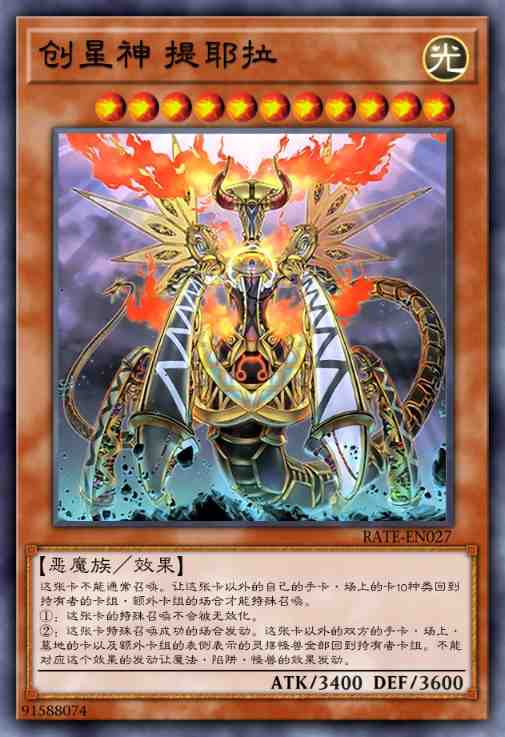 创星神 提耶拉
光
RATE-EN027
【恶魔族／效果】
这张卡不能通常召唤。让这张卡以外的自己的手卡·场上的卡10种类回到
持有者的卡组·额外卡组的场合才能特殊召唤。
①：这张卡的特殊召唤不会被无效化。
②：这张卡特殊召唤成功的场合发动。这张卡以外的双方的手卡·场上·
墓地的卡以及额外卡组的表侧表示的灵摆怪兽全部回到持有者卡组。不能
对应这个效果的发动让魔法·陷阱·怪兽的效果发动。
ATK/3400 DEF/3600
91588074